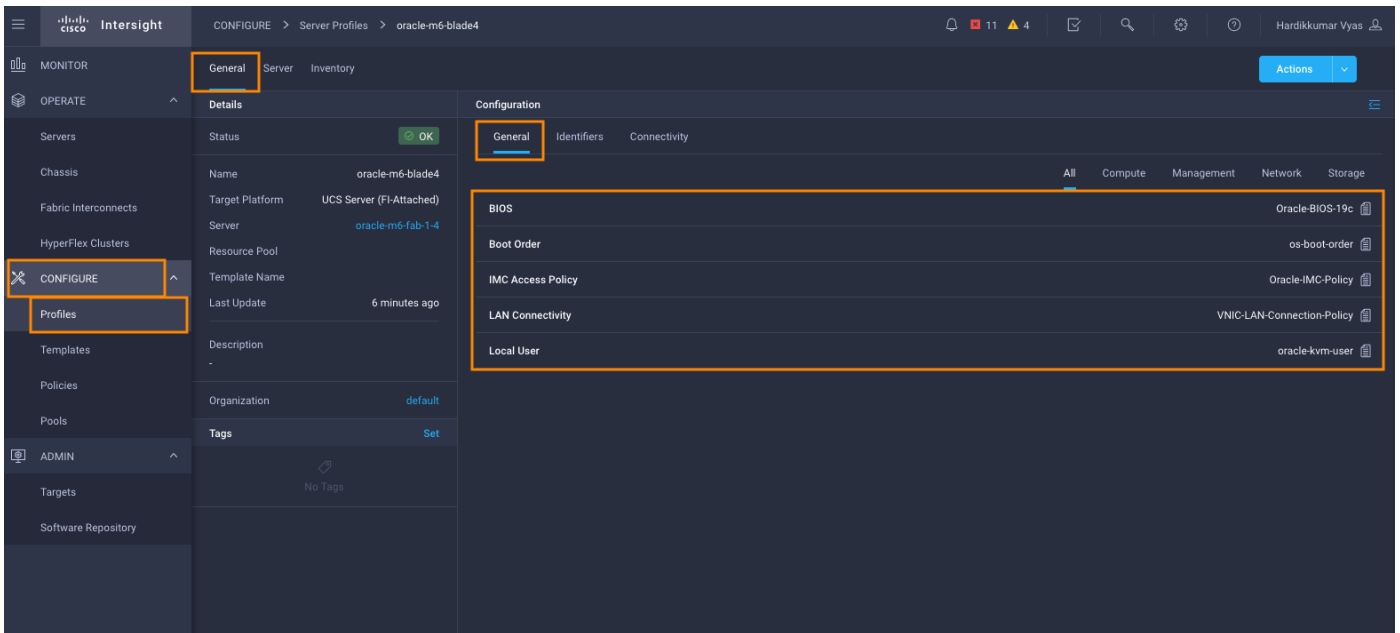 cisco Intersight
CONFIGURE > Server Profiles > oracle-m6-blade4
11 4
Hardikkumar Vyas
MONITOR
OPERATE
Servers
Chassis
Fabric Interconnects
HyperFlex Clusters
CONFIGURE
Profiles
Templates
Policies
Pools
ADMIN
Targets
Software Repository
General Server Inventory
Actions
Details
Status OK
Name oracle-m6-blade4
Target Platform UCS Server (FI-Attached)
Server oracle-m6-fab-1-4
Resource Pool
Template Name
Last Update 6 minutes ago
Description
-
Organization default
Tags Set
No Tags
Configuration
General Identifiers Connectivity
All Compute Management Network Storage
BIOS Oracle-BIOS-19c
Boot Order os-boot-order
IMC Access Policy Oracle-IMC-Policy
LAN Connectivity VNIC-LAN-Connection-Policy
Local User oracle-kvm-user